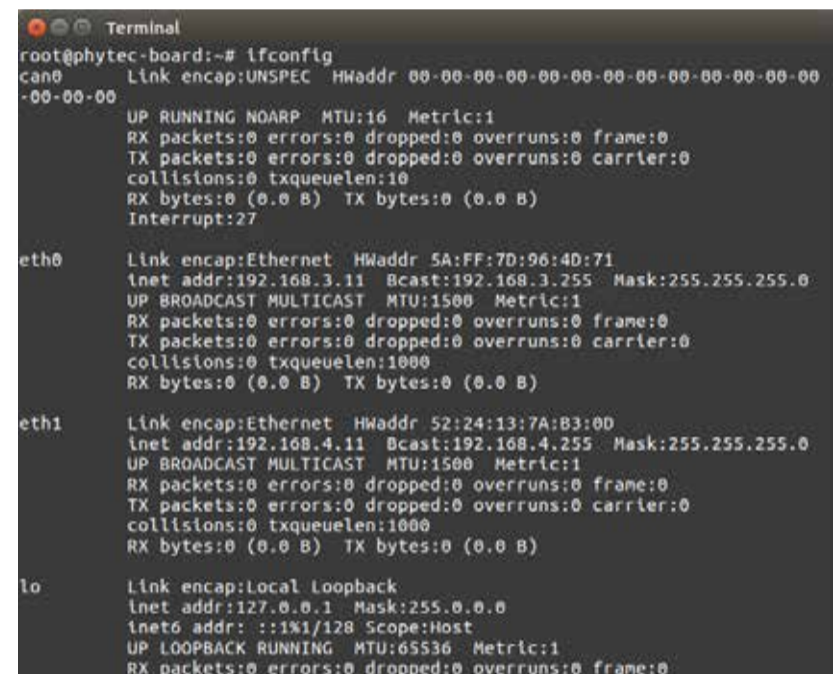 Terminal
root@phytec-board:~# ifconfig
can0 Link encap:UNSPEC HWaddr 00-00-00-00-00-00-00-00-00-00-00-00-00
-00-00-00
UP RUNNING NOARP MTU:16 Metric:1
RX packets:0 errors:0 dropped:0 overruns:0 frame:0
TX packets:0 errors:0 dropped:0 overruns:0 carrier:0
collisions:0 txqueuelen:10
RX bytes:0 (0.0 B) TX bytes:0 (0.0 B)
Interrupt:27
eth0 Link encap:Ethernet HWaddr 5A:FF:7D:96:4D:71
inet addr:192.168.3.11 Bcast:192.168.3.255 Mask:255.255.255.0
UP BROADCAST MULTICAST MTU:1500 Metric:1
RX packets:0 errors:0 dropped:0 overruns:0 frame:0
TX packets:0 errors:0 dropped:0 overruns:0 carrier:0
collisions:0 txqueuelen:1000
RX bytes:0 (0.0 B) TX bytes:0 (0.0 B)
eth1 Link encap:Ethernet HWaddr 52:24:13:7A:B3:0D
inet addr:192.168.4.11 Bcast:192.168.4.255 Mask:255.255.255.0
UP BROADCAST MULTICAST MTU:1500 Metric:1
RX packets:0 errors:0 dropped:0 overruns:0 frame:0
TX packets:0 errors:0 dropped:0 overruns:0 carrier:0
collisions:0 txqueuelen:1000
RX bytes:0 (0.0 B) TX bytes:0 (0.0 B)
lo Link encap:Local Loopback
inet addr:127.0.0.1 Mask:255.0.0.0
inet6 addr: ::1%1/128 Scope:Host
UP LOOPBACK RUNNING MTU:65536 Metric:1
RX packets:0 errors:0 dropped:0 overruns:0 frame:0